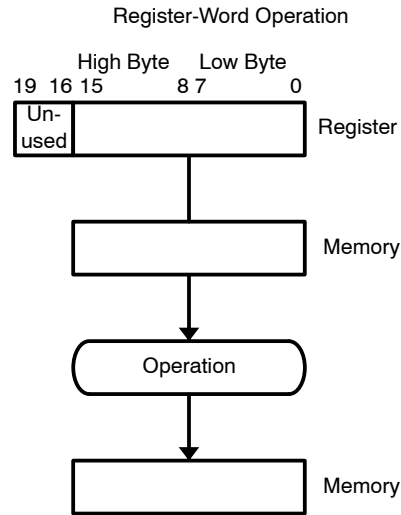 Register-Word Operation
High Byte Low Byte
19 16 15 8 7 0
Un-
used
Register
Memory
Operation
Memory